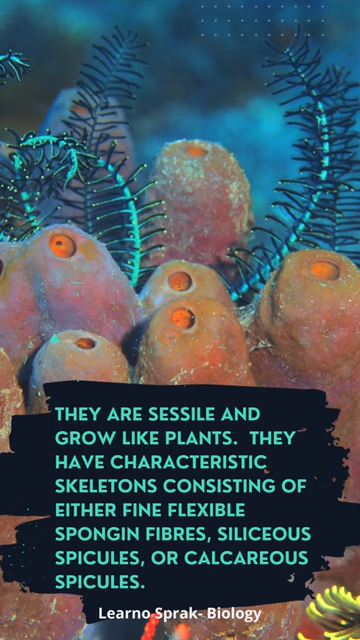 THEY ARE SESSILE AND
GROW LIKE PLANTS.  THEY
HAVE CHARACTERISTIC
SKELETONS CONSISTING OF
EITHER FINE FLEXIBLE
SPONGIN FIBRES, SILICEOUS
SPICULES, OR CALCAREOUS
SPICULES.
Learno Sprak- Biology